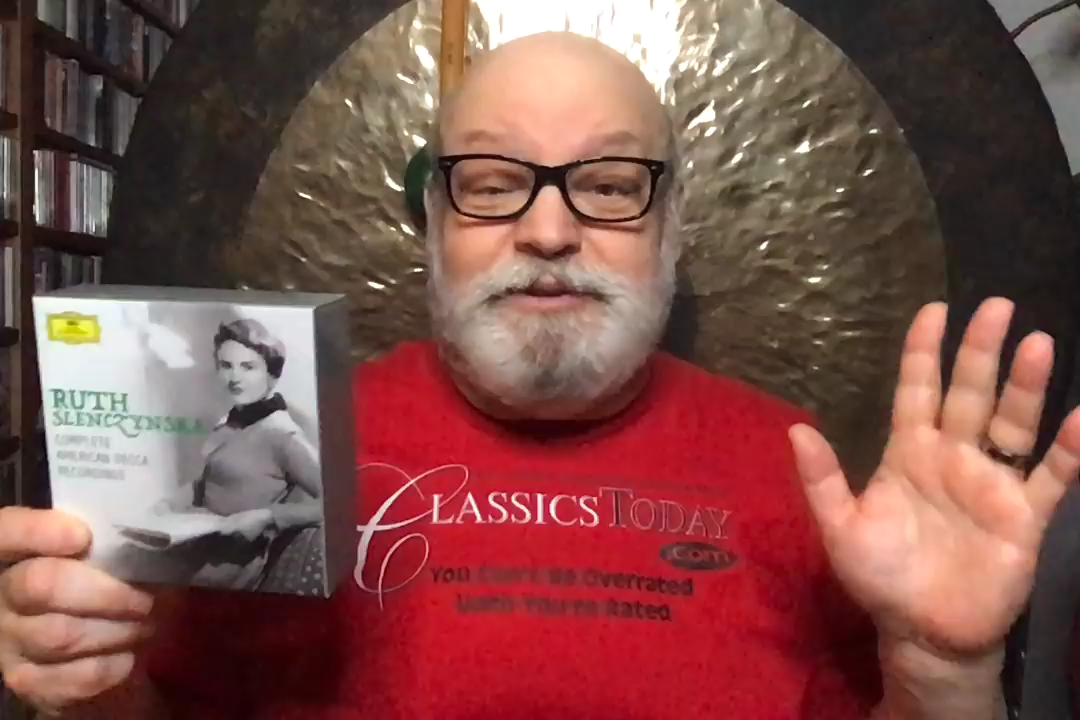 RUTH
SLENCZYNSKA
COMPLETE
AMERICAN DECCA
RECORDINGS
CLASSICSTODAY
.com
You Can't Be Overrated
Until You're Rated